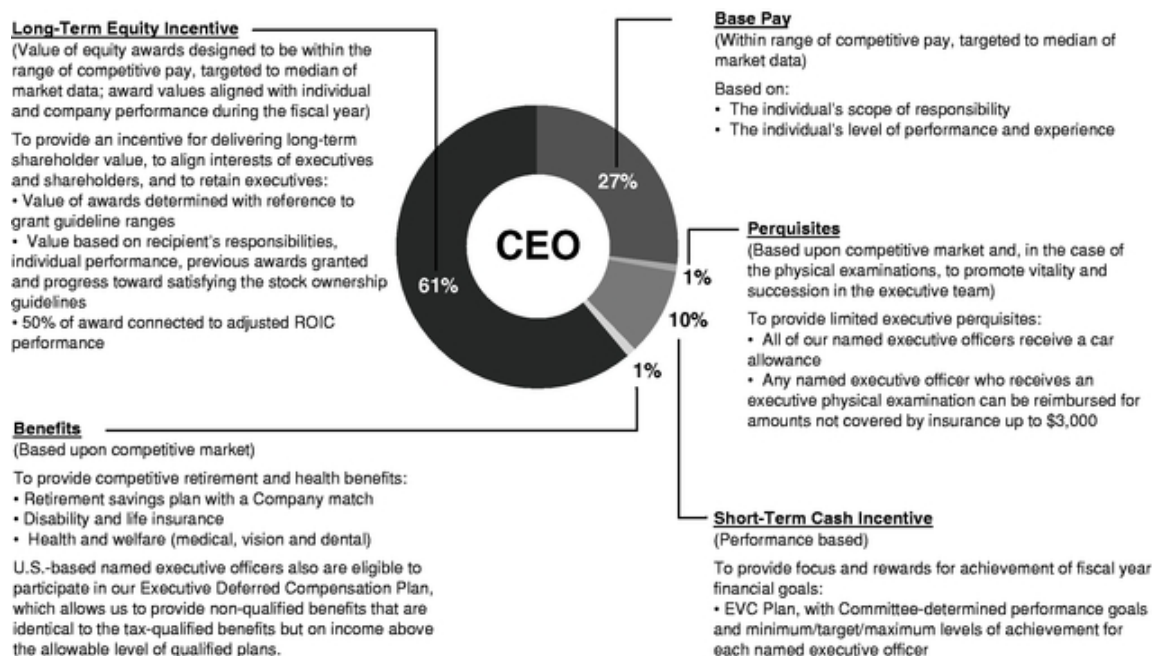 Long-Term Equity Incentive
(Value of equity awards designed to be within the
range of competitive pay, targeted to median of
market data; award values aligned with individual
and company performance during the fiscal year)
To provide an incentive for delivering long-term
shareholder value, to align interests of executives
and shareholders, and to retain executives:
• Value of awards determined with reference to
grant guideline ranges
• Value based on recipient's responsibilities,
individual performance, previous awards granted
and progress toward satisfying the stock ownership
guidelines
• 50% of award connected to adjusted ROIC
performance
Base Pay
(Within range of competitive pay, targeted to median of
market data)
Based on:
• The individual's scope of responsibility
• The individual's level of performance and experience
27%
CEO
61%
1%
10%
1%
Perquisites
(Based upon competitive market and, in the case of
the physical examinations, to promote vitality and
succession in the executive team)
To provide limited executive perquisites:
• All of our named executive officers receive a car
allowance
• Any named executive officer who receives an
executive physical examination can be reimbursed for
amounts not covered by insurance up to $3,000
Benefits
(Based upon competitive market)
To provide competitive retirement and health benefits:
• Retirement savings plan with a Company match
• Disability and life insurance
• Health and welfare (medical, vision and dental)
U.S.-based named executive officers also are eligible to
participate in our Executive Deferred Compensation Plan,
which allows us to provide non-qualified benefits that are
identical to the tax-qualified benefits but on income above
the allowable level of qualified plans.
Short-Term Cash Incentive
(Performance based)
To provide focus and rewards for achievement of fiscal year
financial goals:
• EVC Plan, with Committee-determined performance goals
and minimum/target/maximum levels of achievement for
each named executive officer